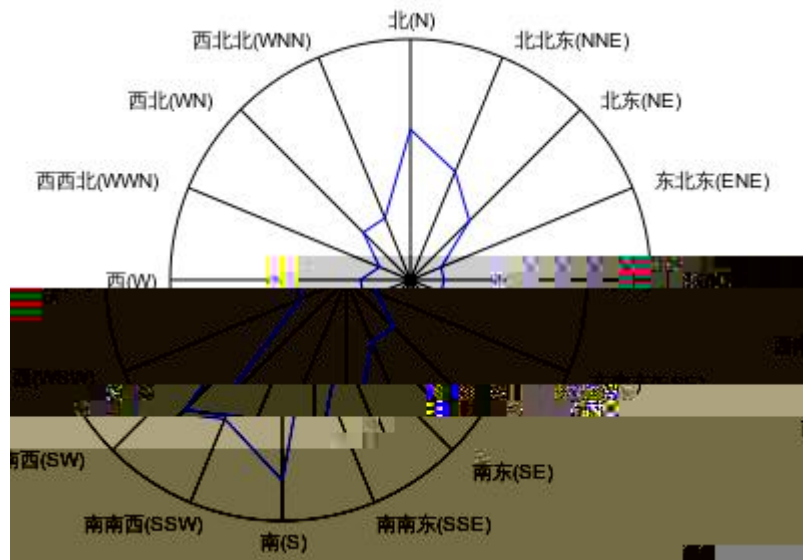 北(N)
西北北(WNN)
北北东(NNE)
西北(WN)
北东(NE)
西西北(WWN)
东北东(ENE)
西(W)
西(WSW)
南西(SW)
南东(SE)
南南西(SSW)
南南东(SSE)
南(S)